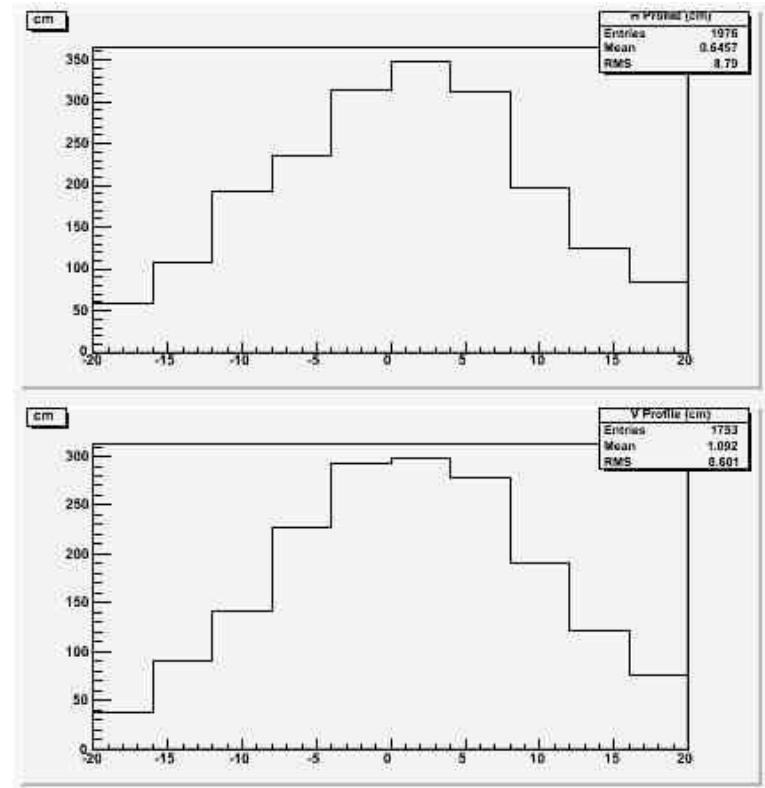 cm
H Profile (cm)
Entries 1976
Mean 0.6457
RMS 8.79
350
300
250
200
150
100
50
0
-20 -15 -10 -5 0 5 10 15 20
cm
V Profile (cm)
Entries 1753
Mean 1.092
RMS 8.601
300
250
200
150
100
50
0
-20 -15 -10 -5 0 5 10 15 20